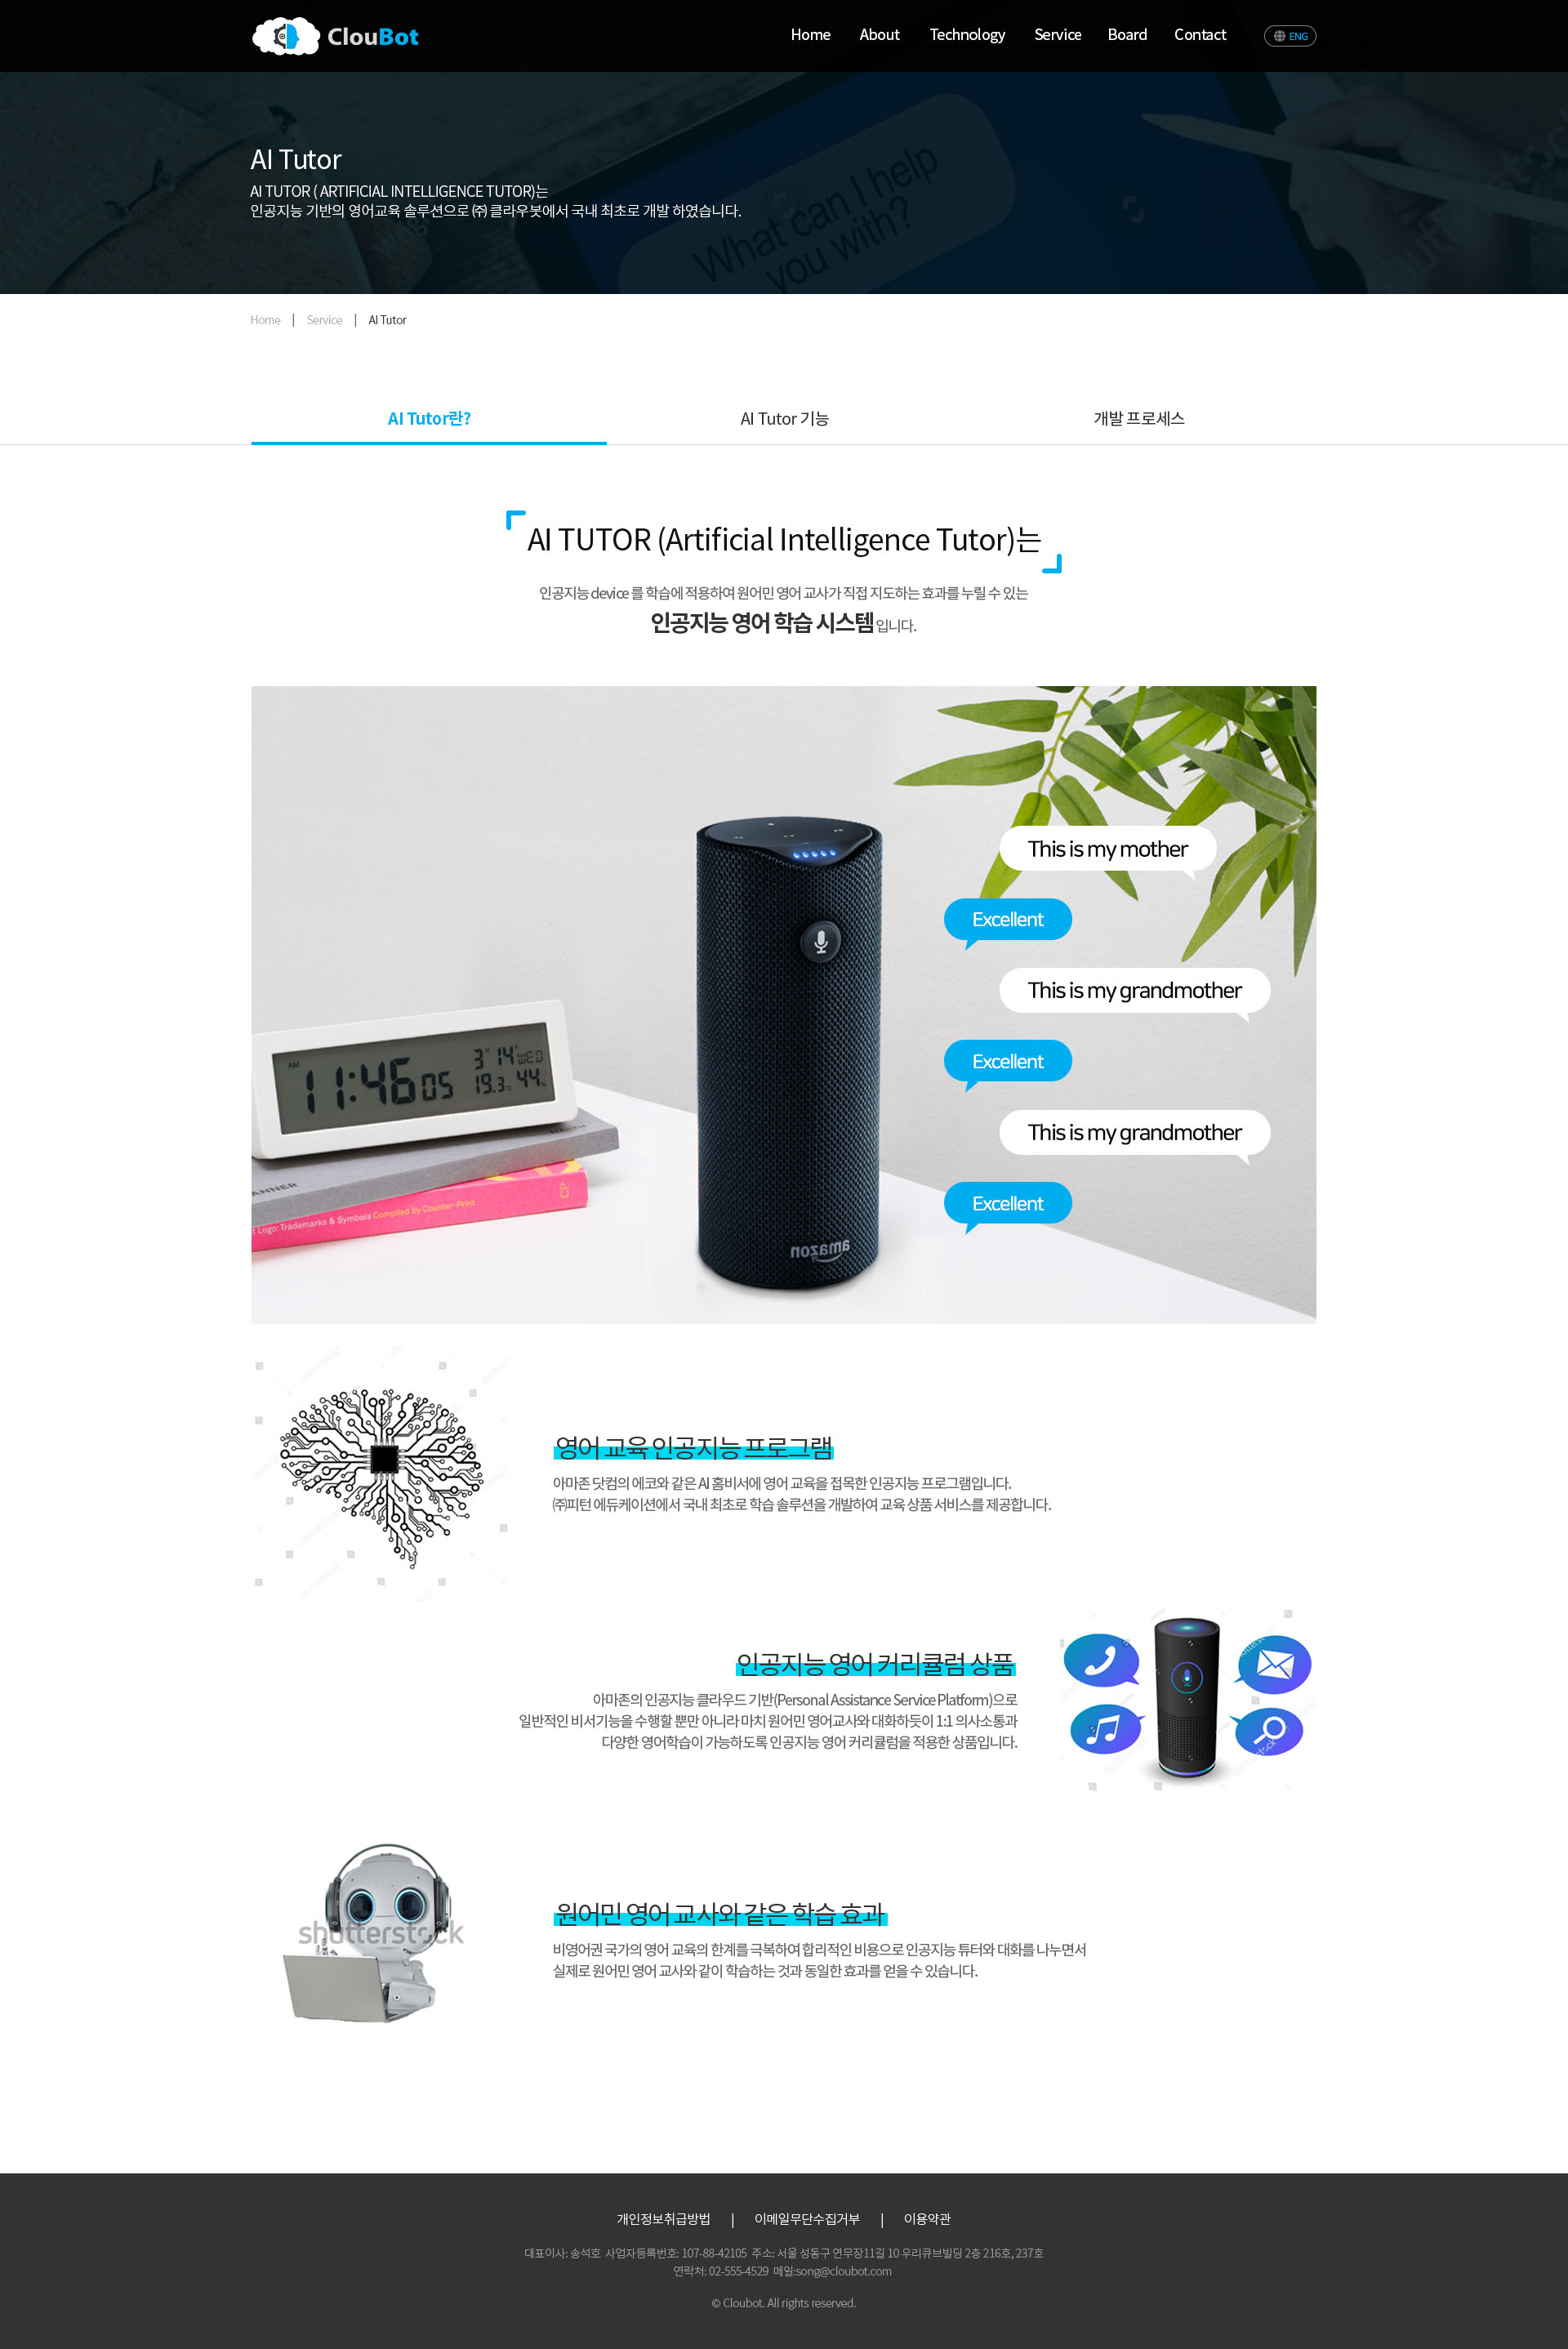 ClouBot
Home About Technology Service Board Contact ENG
What can I help
you with?
AI Tutor
AI TUTOR ( ARTIFICIAL INTELLIGENCE TUTOR)는
인공지능 기반의 영어교육 솔루션으로 ㈜ 클라우봇에서 국내 최초로 개발 하였습니다.
Home | Service | AI Tutor
AI Tutor란?
AI Tutor 기능
개발 프로세스
AI TUTOR (Artificial Intelligence Tutor)는
인공지능 device 를 학습에 적용하여 원어민 영어 교사가 직접 지도하는 효과를 누릴 수 있는
인공지능 영어 학습 시스템 입니다.
This is my mother
Excellent
This is my grandmother
Excellent
This is my grandmother
Excellent
AM 11:46 05 3 14 WED
19.3 °C 44 %
ANNER
t Logo: Trademarks & Symbols Compiled by Counter-Print
CP
amazon
영어 교육 인공지능 프로그램
아마존 닷컴의 에코와 같은 AI 홈비서에 영어 교육을 접목한 인공지능 프로그램입니다.
㈜피턴 에듀케이션에서 국내 최초로 학습 솔루션을 개발하여 교육 상품 서비스를 제공합니다.
인공지능 영어 커리큘럼 상품
아마존의 인공지능 클라우드 기반(Personal Assistance Service Platform)으로
일반적인 비서기능을 수행할 뿐만 아니라 마치 원어민 영어교사와 대화하듯이 1:1 의사소통과
다양한 영어학습이 가능하도록 인공지능 영어 커리큘럼을 적용한 상품입니다.
shutterstock
원어민 영어 교사와 같은 학습 효과
비영어권 국가의 영어 교육의 한계를 극복하여 합리적인 비용으로 인공지능 튜터와 대화를 나누면서
실제로 원어민 영어 교사와 같이 학습하는 것과 동일한 효과를 얻을 수 있습니다.
개인정보취급방법 | 이메일무단수집거부 | 이용약관
대표이사: 송석호 사업자등록번호: 107-88-42105 주소: 서울 성동구 연무장11길 10 우리큐브빌딩 2층 216호, 237호
연락처: 02-555-4529 메일:song@cloubot.com
© Cloubot. All rights reserved.